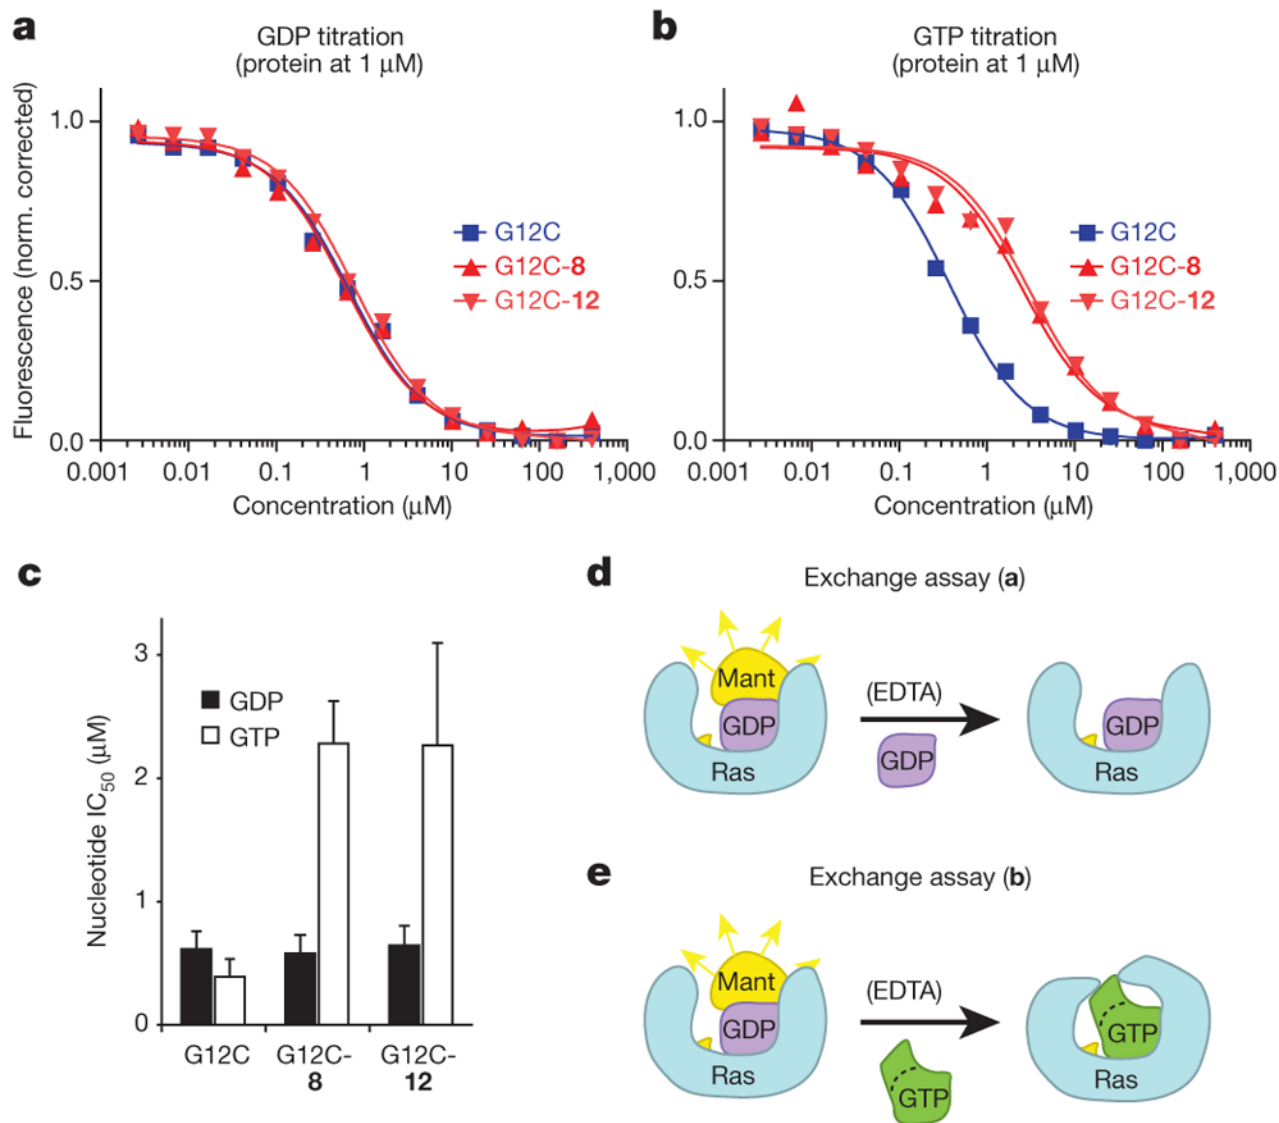 a
GDP titration
(protein at 1 μM)
Fluorescence (norm. corrected)
1.0
0.5
0.0
0.001 0.01 0.1 1 10 100 1,000
Concentration (μM)
G12C
G12C-8
G12C-12
b
GTP titration
(protein at 1 μM)
1.0
0.5
0.0
0.001 0.01 0.1 1 10 100 1,000
Concentration (μM)
G12C
G12C-8
G12C-12
c
Nucleotide IC50 (μM)
3
2
1
0
GDP
GTP
G12C G12C- G12C-
8 12
d
Exchange assay (a)
Mant
GDP
Ras
(EDTA)
GDP
GDP
Ras
e
Exchange assay (b)
Mant
GDP
Ras
(EDTA)
GTP
GTP
Ras